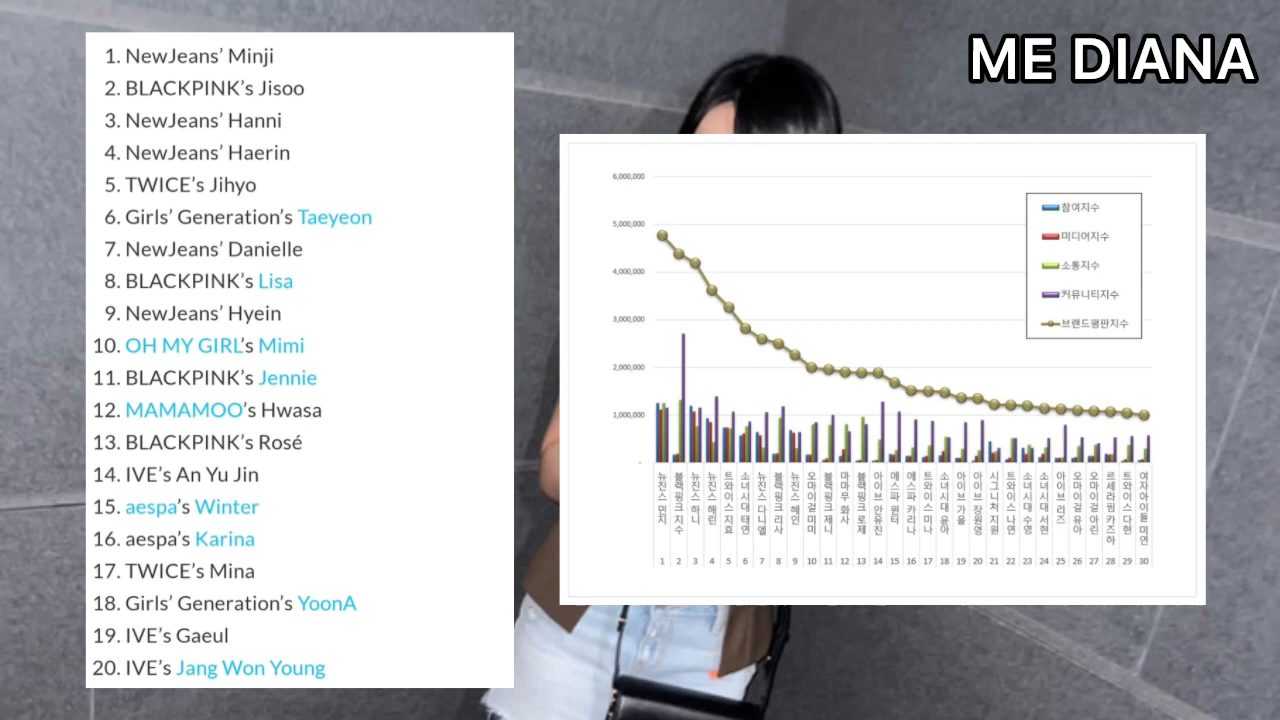 1. NewJeans’ Minji
2. BLACKPINK’s Jisoo
3. NewJeans’ Hanni
4. NewJeans’ Haerin
5. TWICE’s Jihyo
6. Girls’ Generation’s Taeyeon
7. NewJeans’ Danielle
8. BLACKPINK’s Lisa
9. NewJeans’ Hyein
10. OH MY GIRL’s Mimi
11. BLACKPINK’s Jennie
12. MAMAMOO’s Hwasa
13. BLACKPINK’s Rosé
14. IVE’s An Yu Jin
15. aespa’s Winter
16. aespa’s Karina
17. TWICE’s Mina
18. Girls’ Generation’s YoonA
19. IVE’s Gaeul
20. IVE’s Jang Won Young
ME DIANA
6,000,000
5,000,000
4,000,000
3,000,000
2,000,000
1,000,000
-
참여지수
미디어지수
소통지수
커뮤니티지수
브랜드평판지수
뉴진스 민지
블랙핑크 지수
뉴진스 하니
뉴진스 해린
트와이스 지효
소녀시대 태연
뉴진스 다니엘
블랙핑크 리사
뉴진스 혜인
오마이걸 미미
블랙핑크 제니
마마무 화사
블랙핑크 로제
아이브 안유진
에스파 윈터
에스파 카리나
트와이스 미나
소녀시대 윤아
아이브 가을
아이브 장원영
시그니처 지원
트와이스 나연
소녀시대 수영
소녀시대 서현
아이브 리즈
오마이걸 유아
오마이걸 아린
르세라핌 카즈하
트와이스 다현
여자아이들 미연
1 2 3 4 5 6 7 8 9 10 11 12 13 14 15 16 17 18 19 20 21 22 23 24 25 26 27 28 29 30